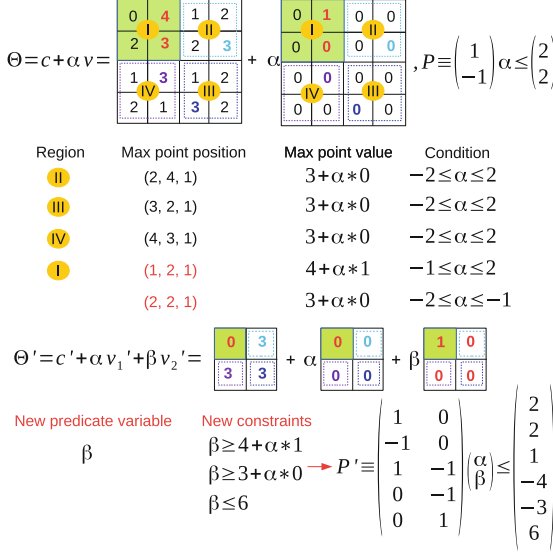 0 4 1 2
I II
2 3 2 3
Θ=c+αv= + α , P≡(1 −1) α≤(2 2)
1 3 1 2
IV III
2 1 3 2
0 1 0 0
I II
0 0 0 0
0 0 0 0
IV III
0 0 0 0
Region Max point position Max point value Condition
II (2, 4, 1) 3+α*0 −2≤α≤2
III (3, 2, 1) 3+α*0 −2≤α≤2
IV (4, 3, 1) 3+α*0 −2≤α≤2
I (1, 2, 1) 4+α*1 −1≤α≤2
(2, 2, 1) 3+α*0 −2≤α≤−1
0 3 0 0 1 0
Θ'=c'+αv₁'+βv₂'= + α + β
3 3 0 0 0 0
New predicate variable New constraints
β β≥4+α*1
β≥3+α*0
β≤6
P'≡ (α β) ≤
1 0 2
−1 0 2
1 −1 1
0 −1 −4
0 1 −3
6